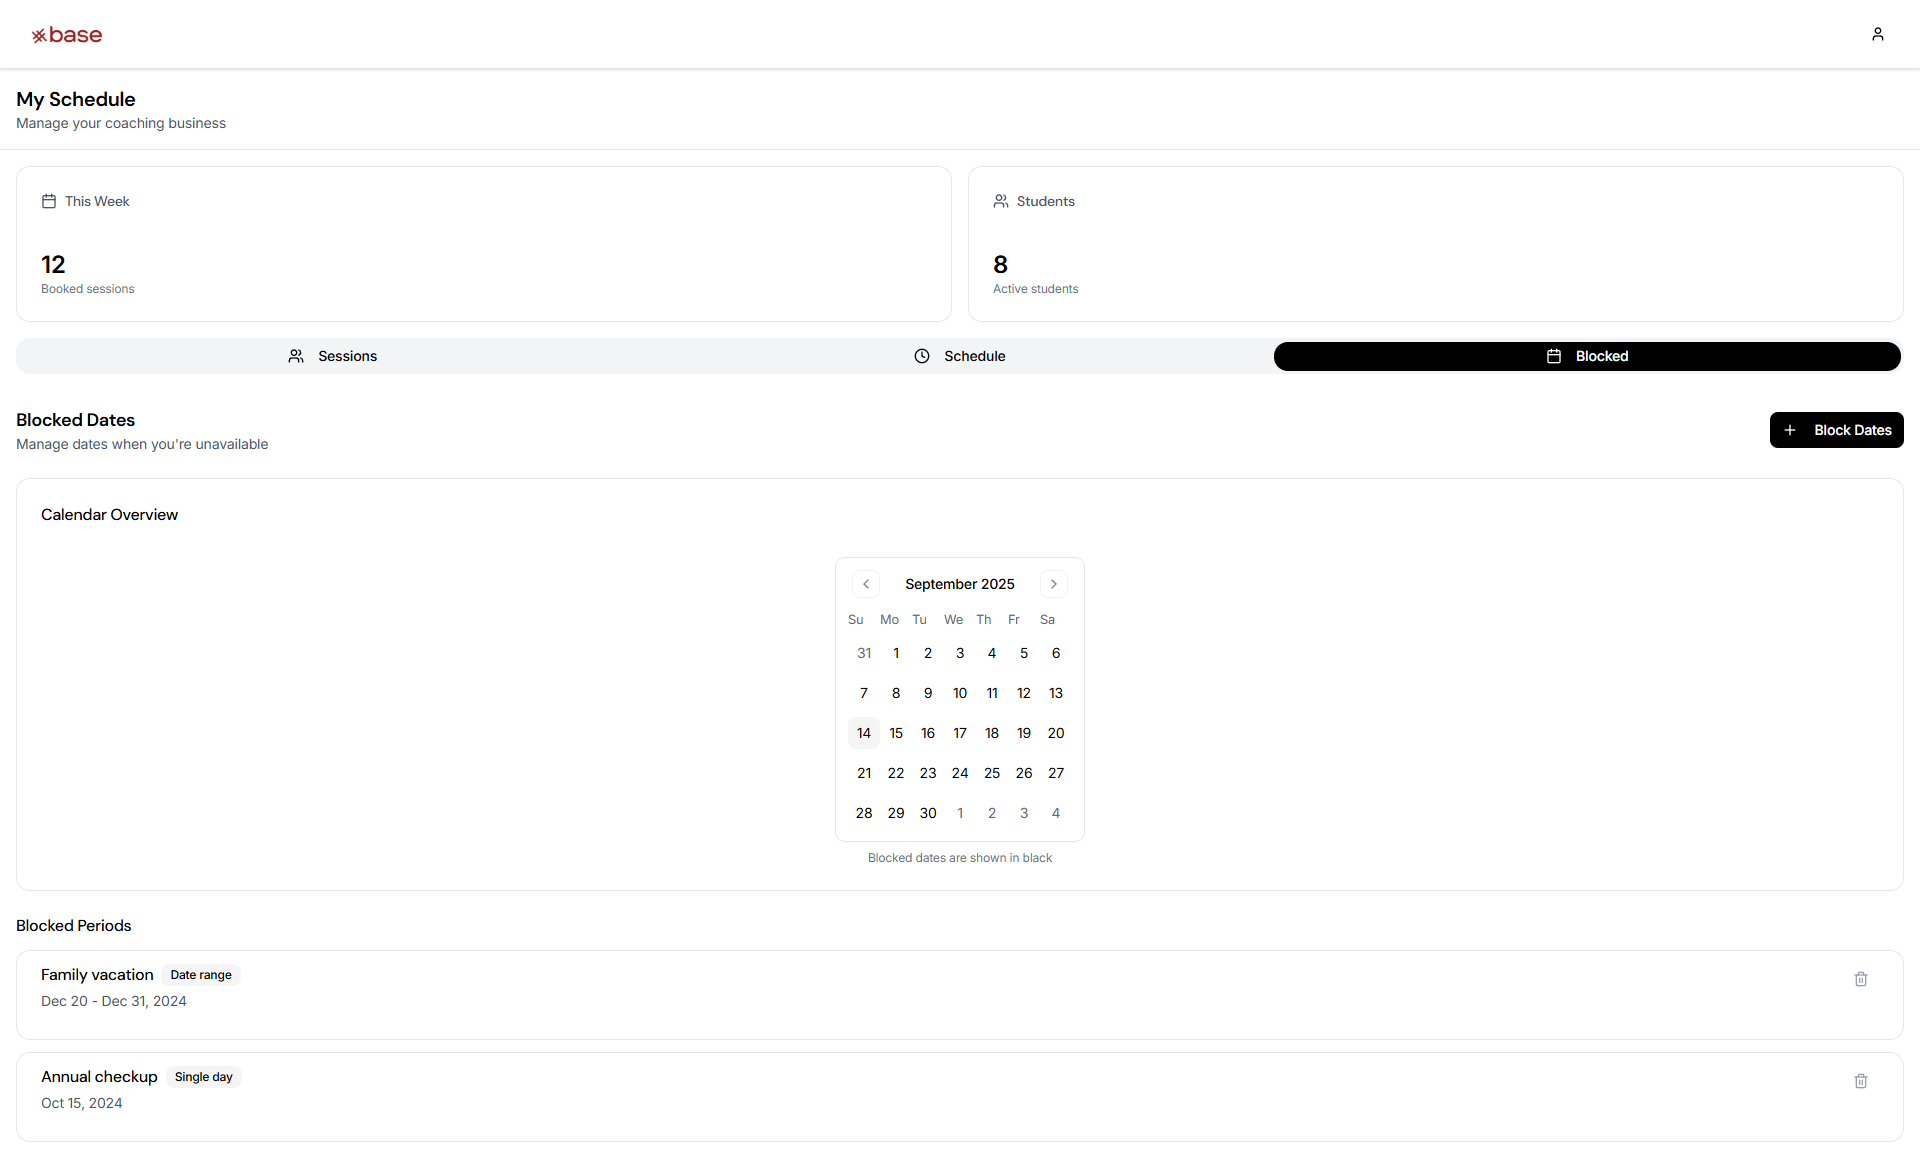 base
My Schedule
Manage your coaching business
This Week
12
Booked sessions
Students
8
Active students
Sessions
Schedule
Blocked
Blocked Dates
Manage dates when you're unavailable
Block Dates
Calendar Overview
September 2025
Su Mo Tu We Th Fr Sa
31 1 2 3 4 5 6
7 8 9 10 11 12 13
14 15 16 17 18 19 20
21 22 23 24 25 26 27
28 29 30 1 2 3 4
Blocked dates are shown in black
Blocked Periods
Family vacation Date range
Dec 20 - Dec 31, 2024
Annual checkup Single day
Oct 15, 2024